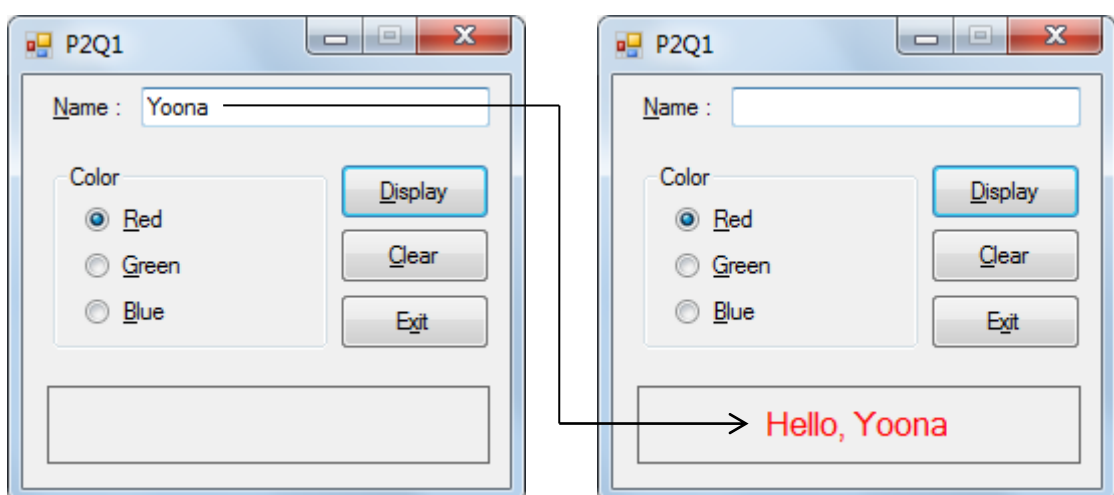 P2Q1
Name : Yoona
Color
Red
Green
Blue
Display
Clear
Exit
P2Q1
Name :
Color
Red
Green
Blue
Display
Clear
Exit
Hello, Yoona